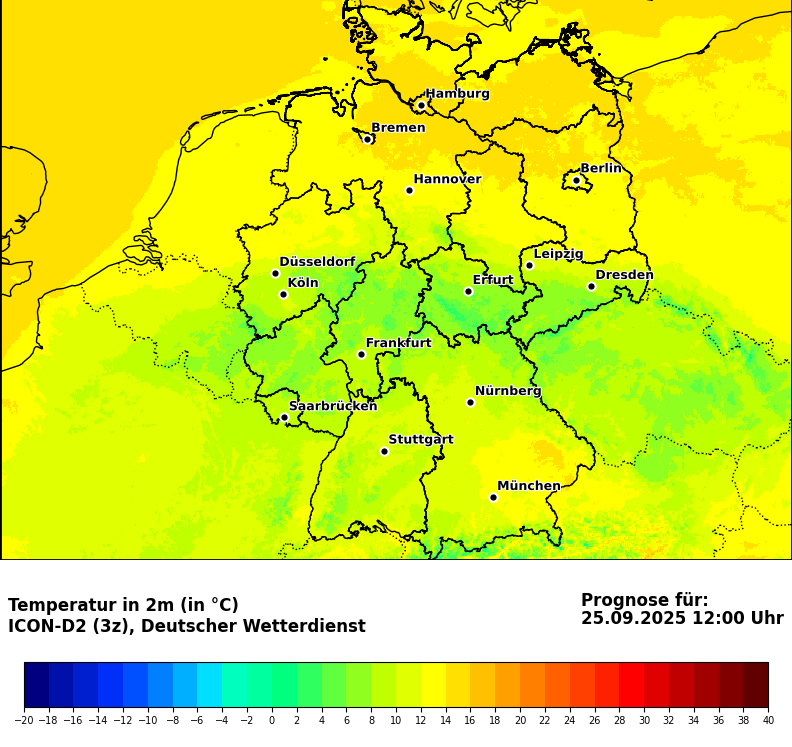 Hamburg
Bremen
Berlin
Hannover
Leipzig
Düsseldorf
Dresden
Köln
Erfurt
Frankfurt
Nürnberg
Saarbrücken
Stuttgart
München
Temperatur in 2m (in °C)
ICON-D2 (3z), Deutscher Wetterdienst
Prognose für:
25.09.2025 12:00 Uhr
−20 −18 −16 −14 −12 −10 −8 −6 −4 −2 0 2 4 6 8 10 12 14 16 18 20 22 24 26 28 30 32 34 36 38 40